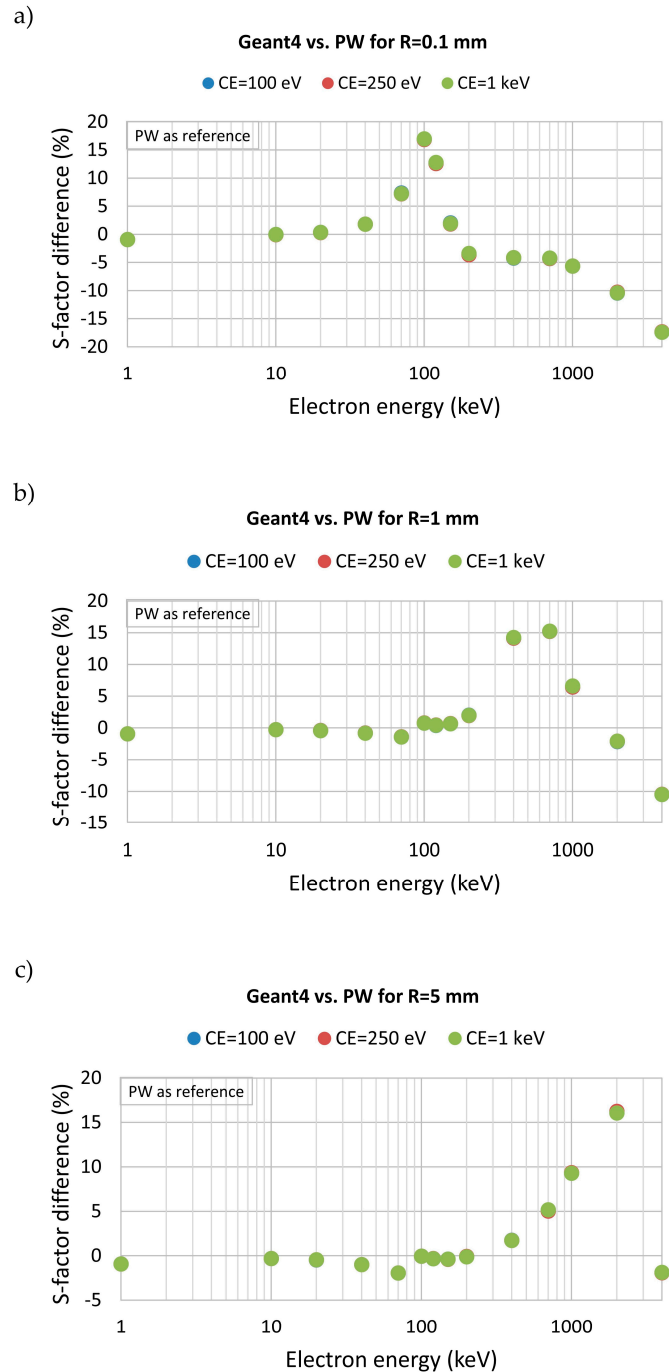 a)
Geant4 vs. PW for R=0.1 mm
CE=100 eV CE=250 eV CE=1 keV
PW as reference
S-factor difference (%)
20
15
10
5
0
-5
-10
-15
-20
1 10 100 1000
Electron energy (keV)
b)
Geant4 vs. PW for R=1 mm
CE=100 eV CE=250 eV CE=1 keV
PW as reference
S-factor difference (%)
20
15
10
5
0
-5
-10
-15
1 10 100 1000
Electron energy (keV)
c)
Geant4 vs. PW for R=5 mm
CE=100 eV CE=250 eV CE=1 keV
PW as reference
S-factor difference (%)
20
15
10
5
0
-5
1 10 100 1000
Electron energy (keV)